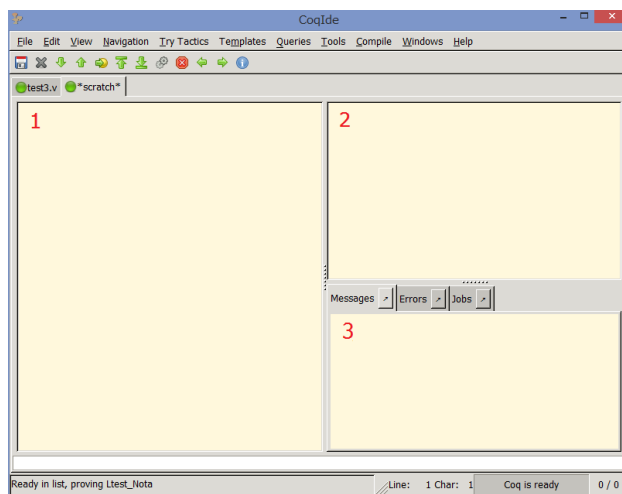 CoqIde
File Edit View Navigation Try Tactics Templates Queries Tools Compile Windows Help
test3.v *scratch*
1
2
Messages Errors Jobs
3
Ready in list, proving Ltest_Nota Line: 1 Char: 1 Coq is ready 0 / 0